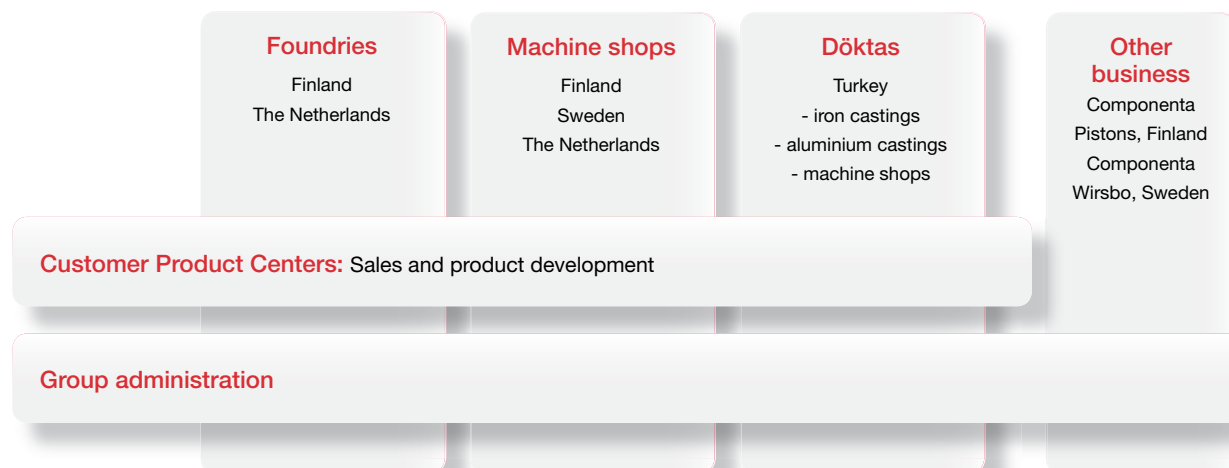 Foundries
Finland
The Netherlands
Machine shops
Finland
Sweden
The Netherlands
Döktas
Turkey
- iron castings
- aluminium castings
- machine shops
Other
business
Componenta
Pistons, Finland
Componenta
Wirsbo, Sweden
Customer Product Centers: Sales and product development
Group administration